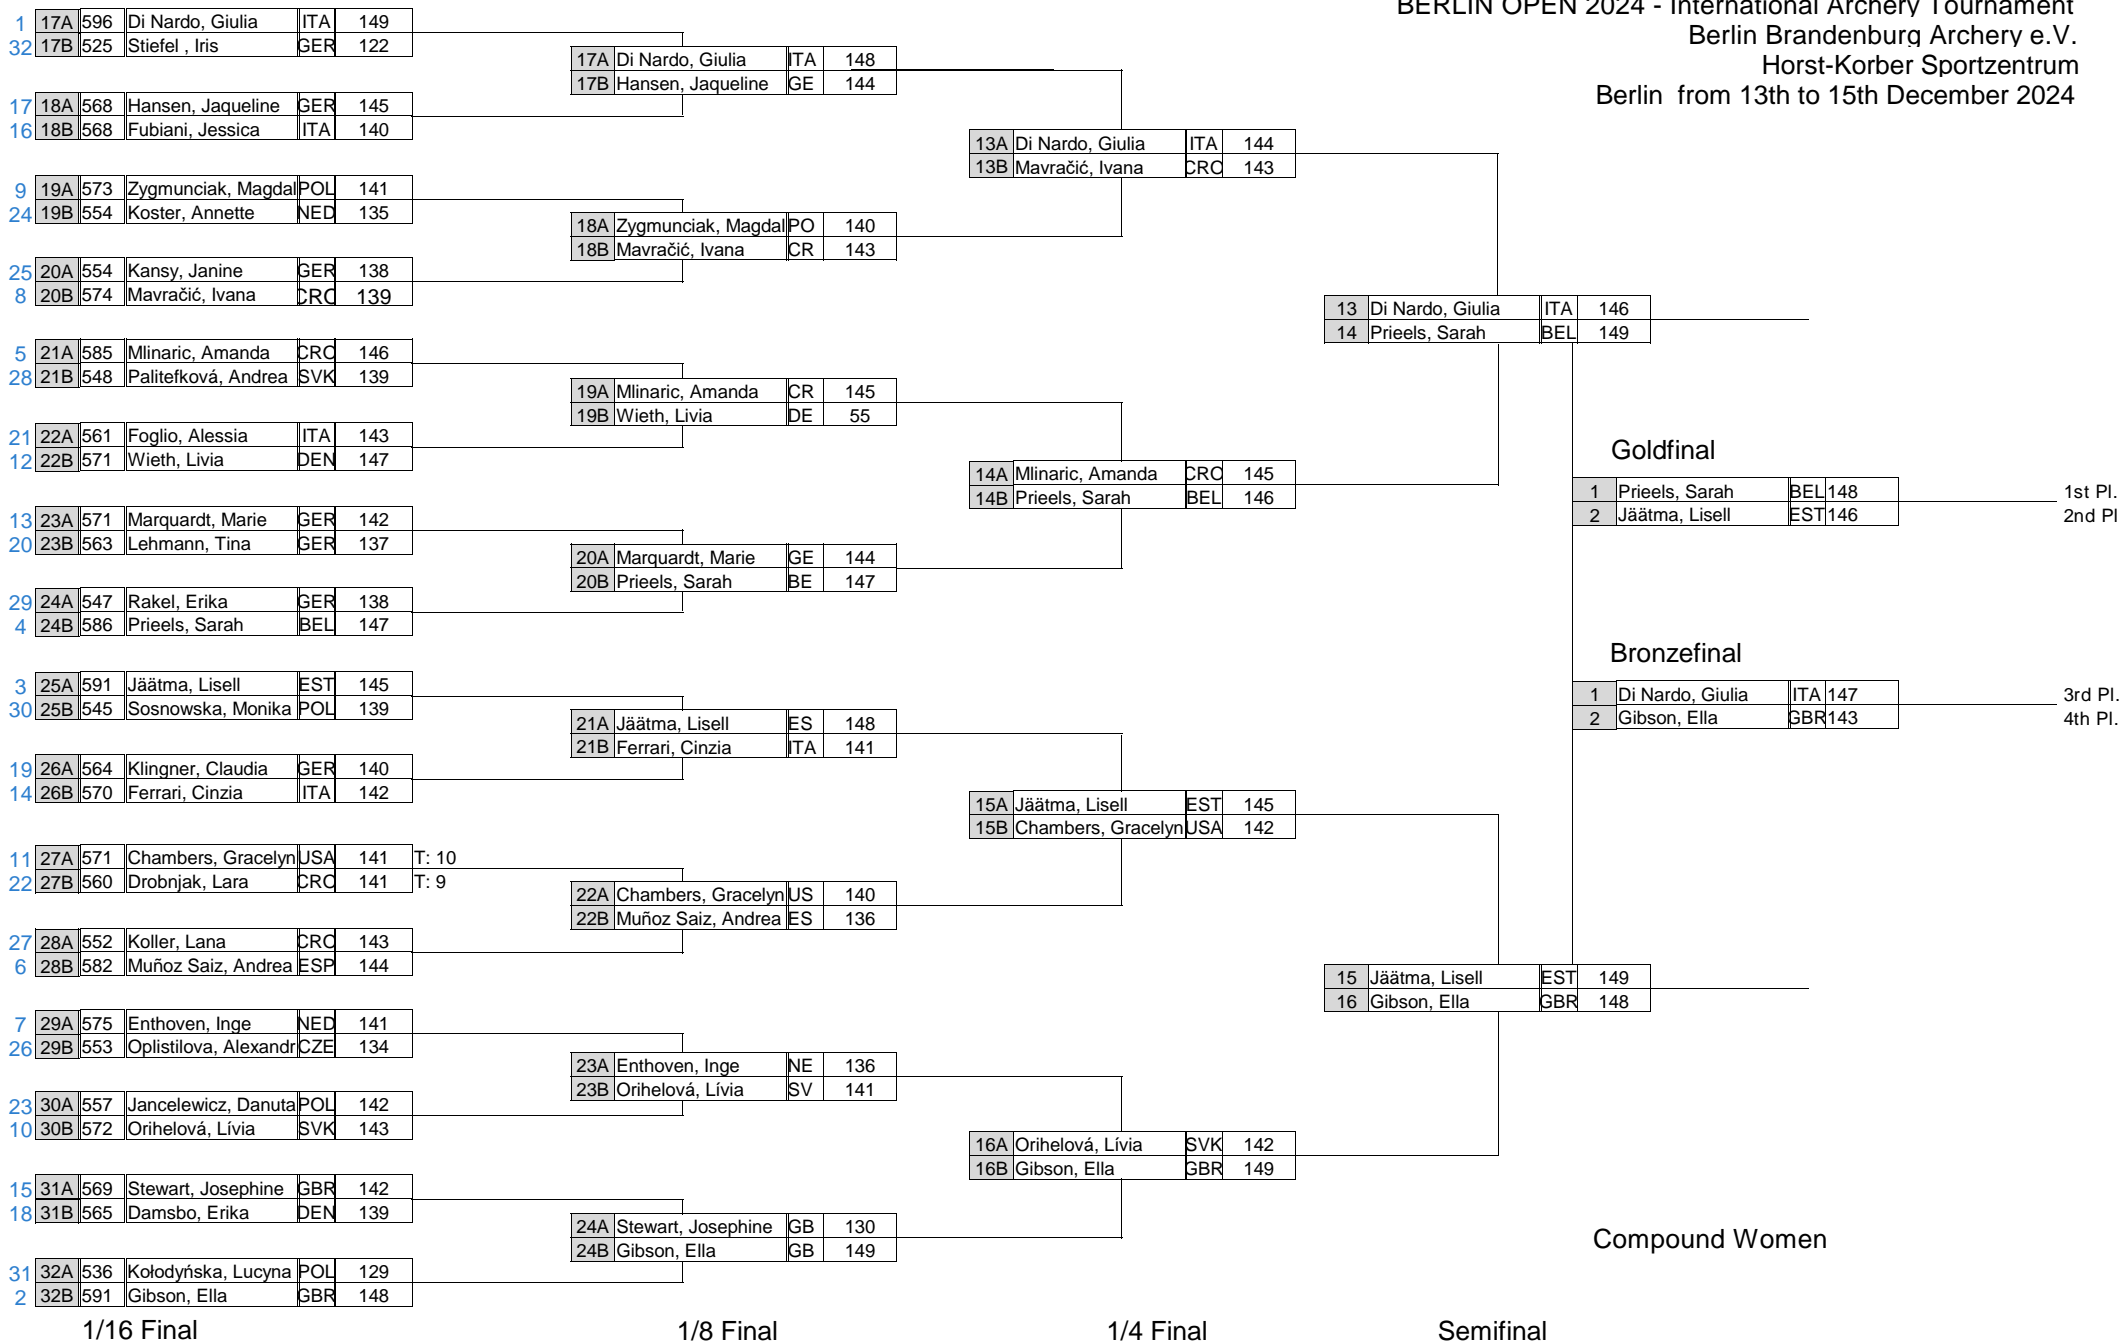 BERLIN OPEN 2024 - International Archery Tournament
Berlin Brandenburg Archery e.V.
Horst-Korber Sportzentrum
Berlin from 13th to 15th December 2024
1 17A 596 Di Nardo, Giulia ITA 149
32 17B 525 Stiefel , Iris GER 122
17 18A 568 Hansen, Jaqueline GER 145
16 18B 568 Fubiani, Jessica ITA 140
9 19A 573 Zygmunciak, Magdal POL 141
24 19B 554 Koster, Annette NED 135
25 20A 554 Kansy, Janine GER 138
8 20B 574 Mavračić, Ivana CRO 139
5 21A 585 Mlinaric, Amanda CRO 146
28 21B 548 Palitefková, Andrea SVK 139
21 22A 561 Foglio, Alessia ITA 143
12 22B 571 Wieth, Livia DEN 147
13 23A 571 Marquardt, Marie GER 142
20 23B 563 Lehmann, Tina GER 137
29 24A 547 Rakel, Erika GER 138
4 24B 586 Prieels, Sarah BEL 147
3 25A 591 Jäätma, Lisell EST 145
30 25B 545 Sosnowska, Monika POL 139
19 26A 564 Klingner, Claudia GER 140
14 26B 570 Ferrari, Cinzia ITA 142
11 27A 571 Chambers, Gracelyn USA 141 T: 10
22 27B 560 Drobnjak, Lara CRO 141 T: 9
27 28A 552 Koller, Lana CRO 143
6 28B 582 Muñoz Saiz, Andrea ESP 144
7 29A 575 Enthoven, Inge NED 141
26 29B 553 Oplistilova, Alexandr CZE 134
23 30A 557 Jancelewicz, Danuta POL 142
10 30B 572 Orihelová, Lívia SVK 143
15 31A 569 Stewart, Josephine GBR 142
18 31B 565 Damsbo, Erika DEN 139
31 32A 536 Kołodyńska, Lucyna POL 129
2 32B 591 Gibson, Ella GBR 148
1/16 Final
17A Di Nardo, Giulia ITA 148
17B Hansen, Jaqueline GE 144
18A Zygmunciak, Magdal PO 140
18B Mavračić, Ivana CR 143
19A Mlinaric, Amanda CR 145
19B Wieth, Livia DE 55
20A Marquardt, Marie GE 144
20B Prieels, Sarah BE 147
21A Jäätma, Lisell ES 148
21B Ferrari, Cinzia ITA 141
22A Chambers, Gracelyn US 140
22B Muñoz Saiz, Andrea ES 136
23A Enthoven, Inge NE 136
23B Orihelová, Lívia SV 141
24A Stewart, Josephine GB 130
24B Gibson, Ella GB 149
1/8 Final
13A Di Nardo, Giulia ITA 144
13B Mavračić, Ivana CRO 143
14A Mlinaric, Amanda CRO 145
14B Prieels, Sarah BEL 146
15A Jäätma, Lisell EST 145
15B Chambers, Gracelyn USA 142
16A Orihelová, Lívia SVK 142
16B Gibson, Ella GBR 149
1/4 Final
13 Di Nardo, Giulia ITA 146
14 Prieels, Sarah BEL 149
15 Jäätma, Lisell EST 149
16 Gibson, Ella GBR 148
Semifinal
Goldfinal
1 Prieels, Sarah BEL 148 1st Pl.
2 Jäätma, Lisell EST 146 2nd Pl
Bronzefinal
1 Di Nardo, Giulia ITA 147 3rd Pl.
2 Gibson, Ella GBR 143 4th Pl.
Compound Women